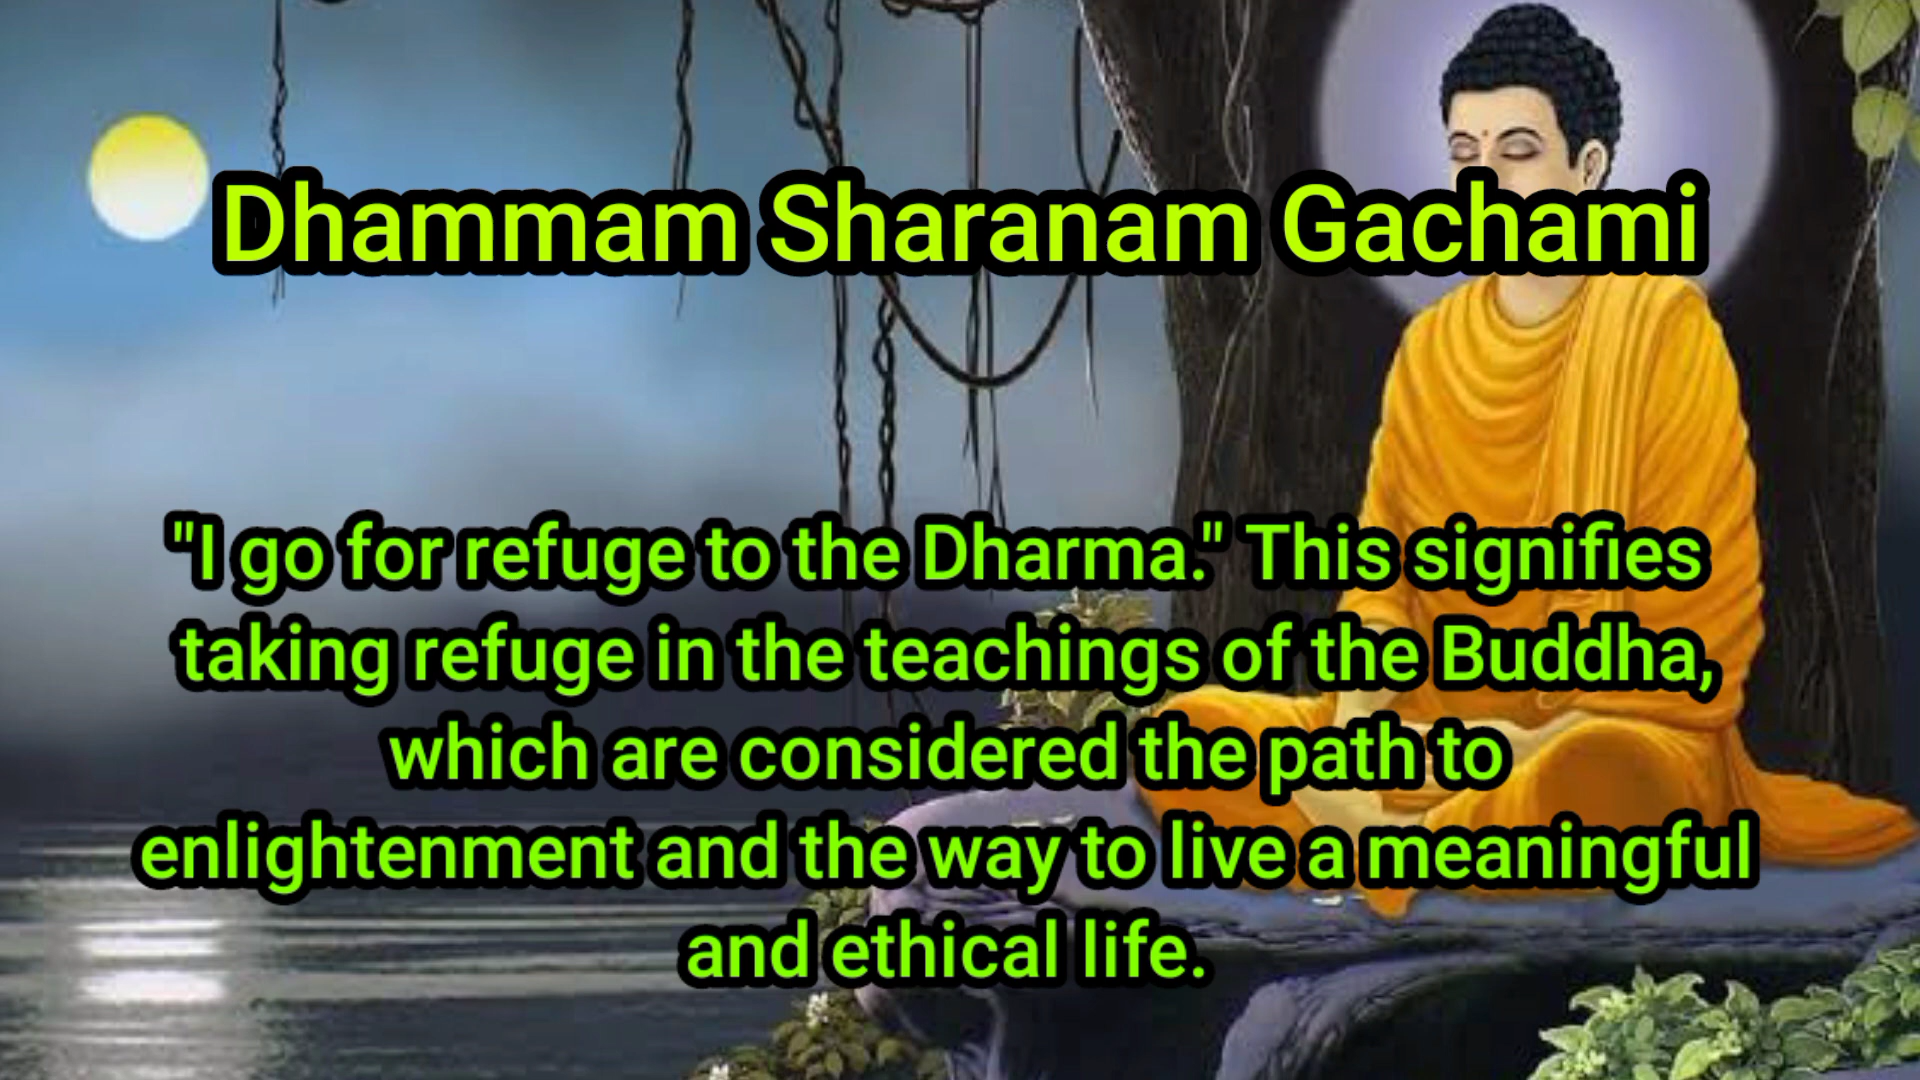 Dhammam Sharanam Gachami
"I go for refuge to the Dharma." This signifies
taking refuge in the teachings of the Buddha,
which are considered the path to
enlightenment and the way to live a meaningful
and ethical life.